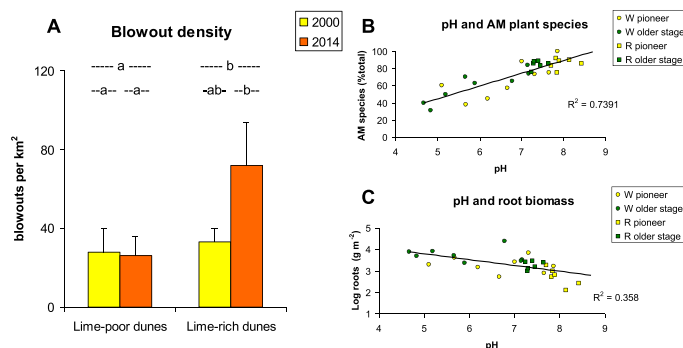 A
Blowout density
2000
2014
----- a ------ ----- b ------
--a-- --a-- --ab- --b--
120
80
40
0
blowouts per km²
Lime-poor dunes Lime-rich dunes
B
pH and AM plant species
W pioneer
W older stage
R pioneer
R older stage
AM species (%total)
100
80
60
40
20
0
R² = 0.7391
4 5 6 7 8 9
pH
C
pH and root biomass
W pioneer
W older stage
R pioneer
R older stage
Log roots (g m⁻²)
5
4
3
2
1
R² = 0.358
4 5 6 7 8 9
pH